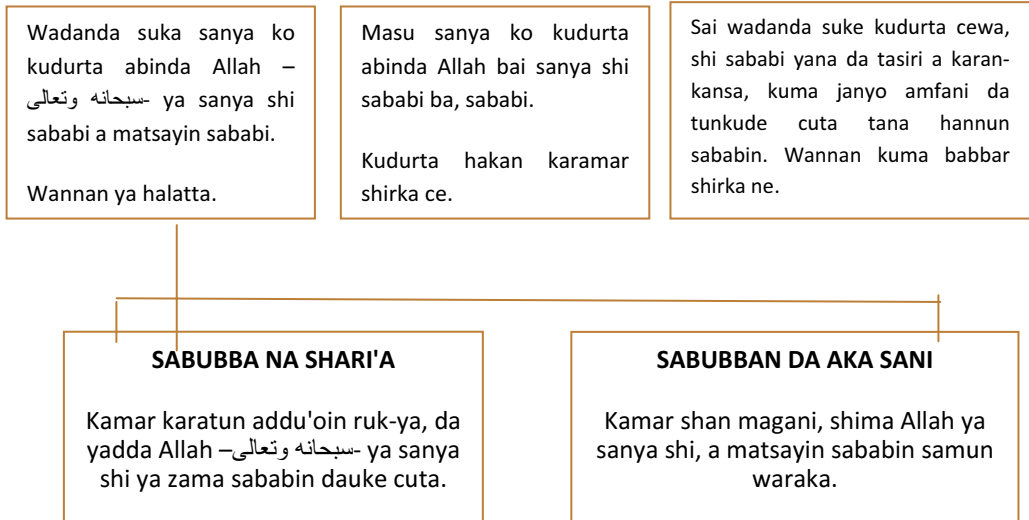 Wadanda suka sanya ko
kudurta abinda Allah –
سبحانه وتعالى- ya sanya shi
sababi a matsayin sababi.
Wannan ya halatta.
Masu sanya ko kudurta
abinda Allah bai sanya shi
sababi ba, sababi.
Kudurta hakan karamar
shirka ce.
Sai wadanda suke kudurta cewa,
shi sababi yana da tasiri a karan-
kansa, kuma janyo amfani da
tunkude cuta tana hannun
sababin. Wannan kuma babbar
shirka ne.
SABUBBA NA SHARI'A
Kamar karatun addu'oin ruk-ya, da
yadda Allah –سبحانه وتعالى- ya sanya
shi ya zama sababin dauke cuta.
SABUBBAN DA AKA SANI
Kamar shan magani, shima Allah ya
sanya shi, a matsayin sababin samun
waraka.